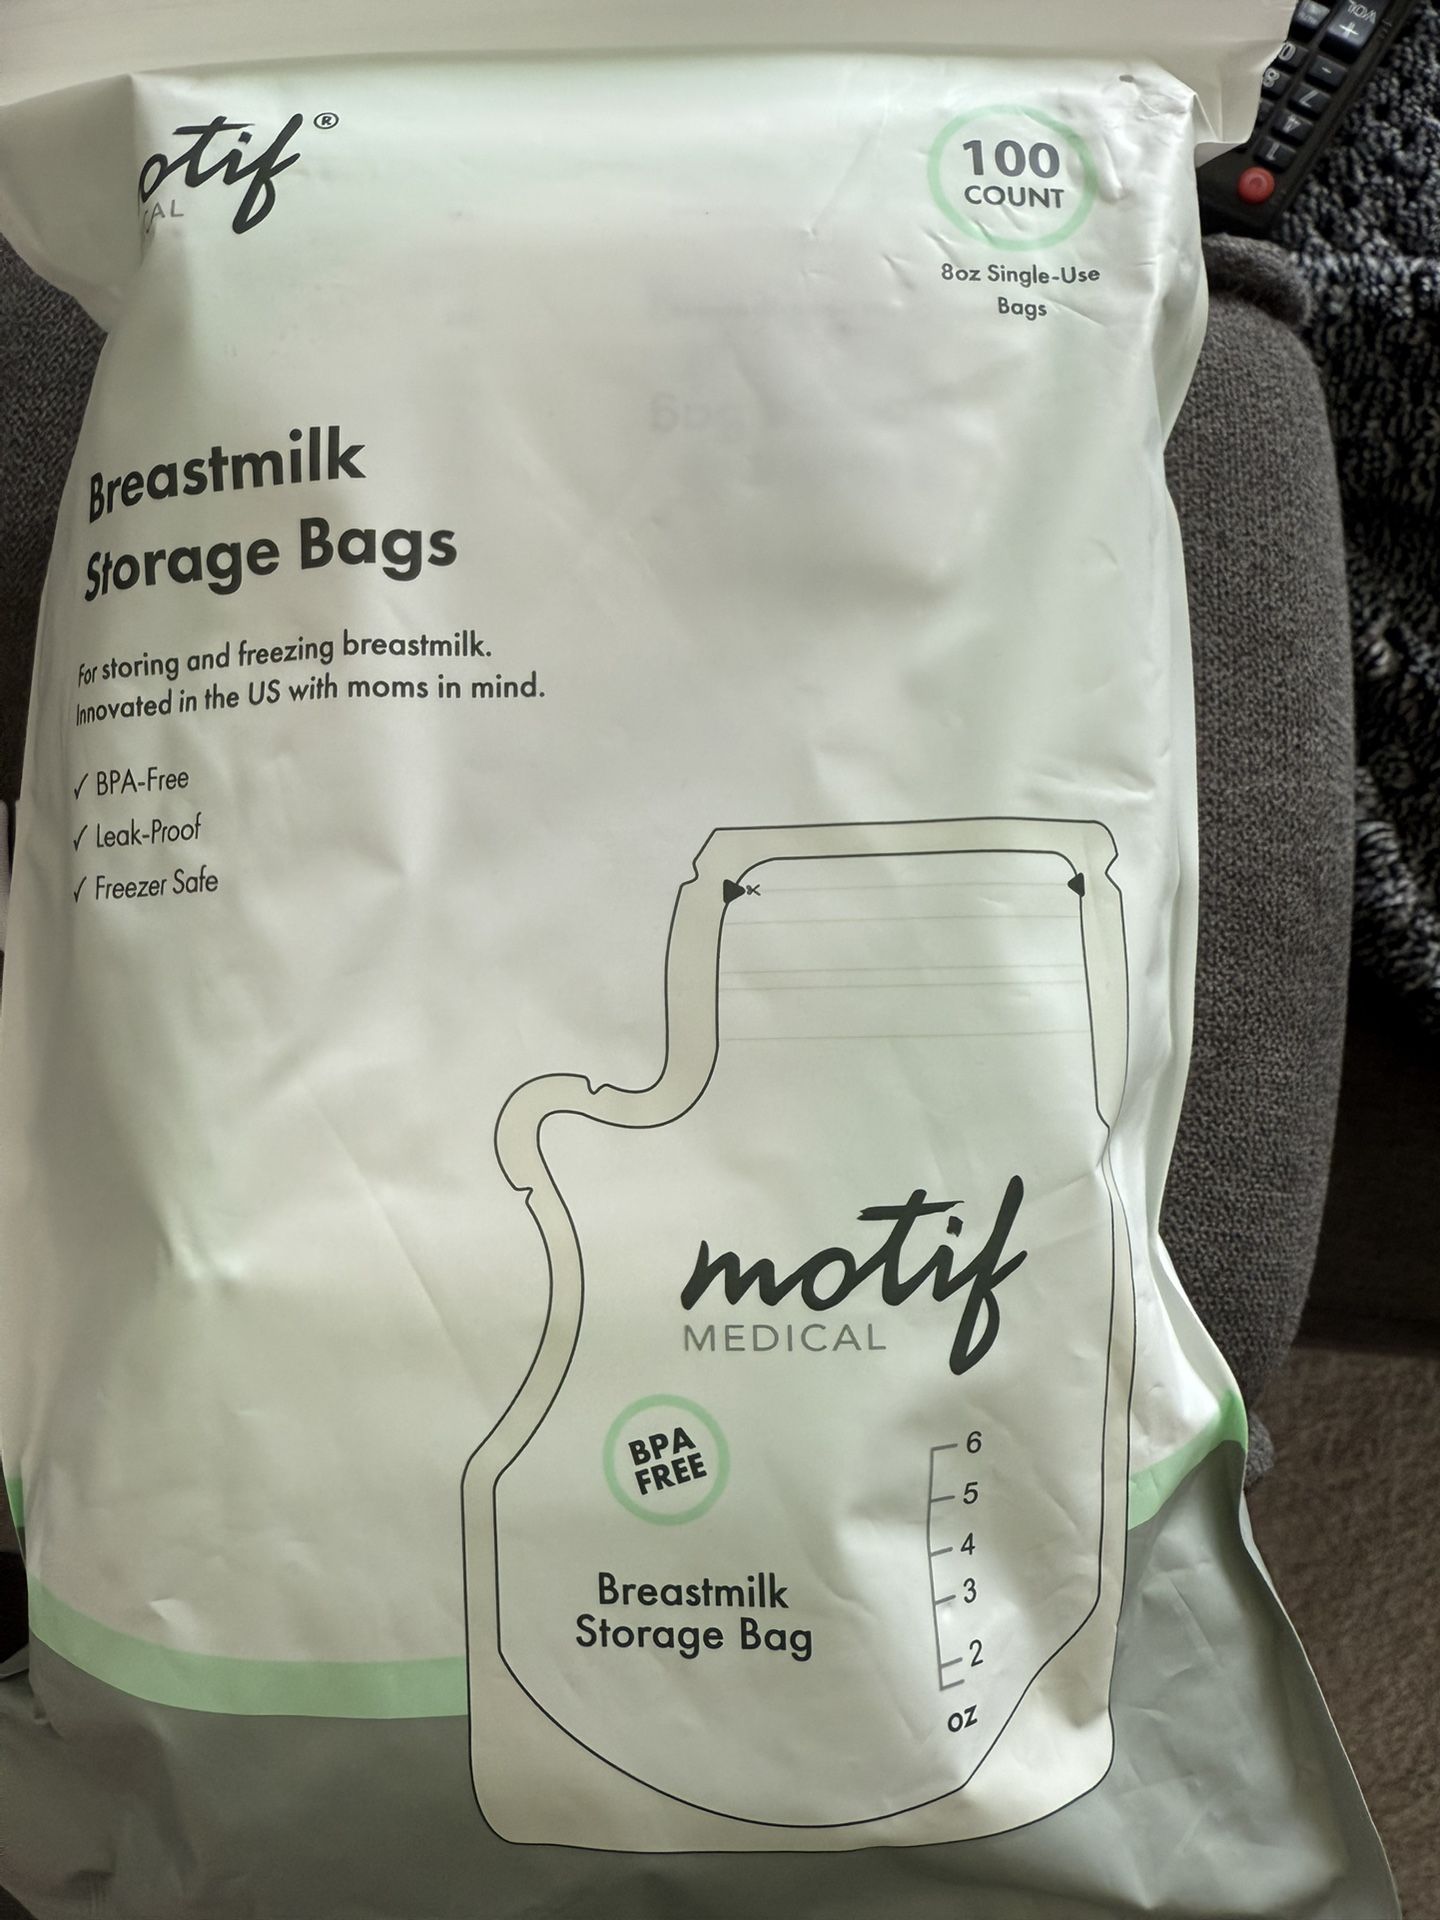 otif®
CAL
100
COUNT
8oz Single-Use
Bags
Breastmilk
Storage Bags
For storing and freezing breastmilk.
Innovated in the US with moms in mind.
✓ BPA-Free
✓ Leak-Proof
✓ Freezer Safe
motif
MEDICAL
BPA
FREE
Breastmilk
Storage Bag
6
5
4
3
2
oz